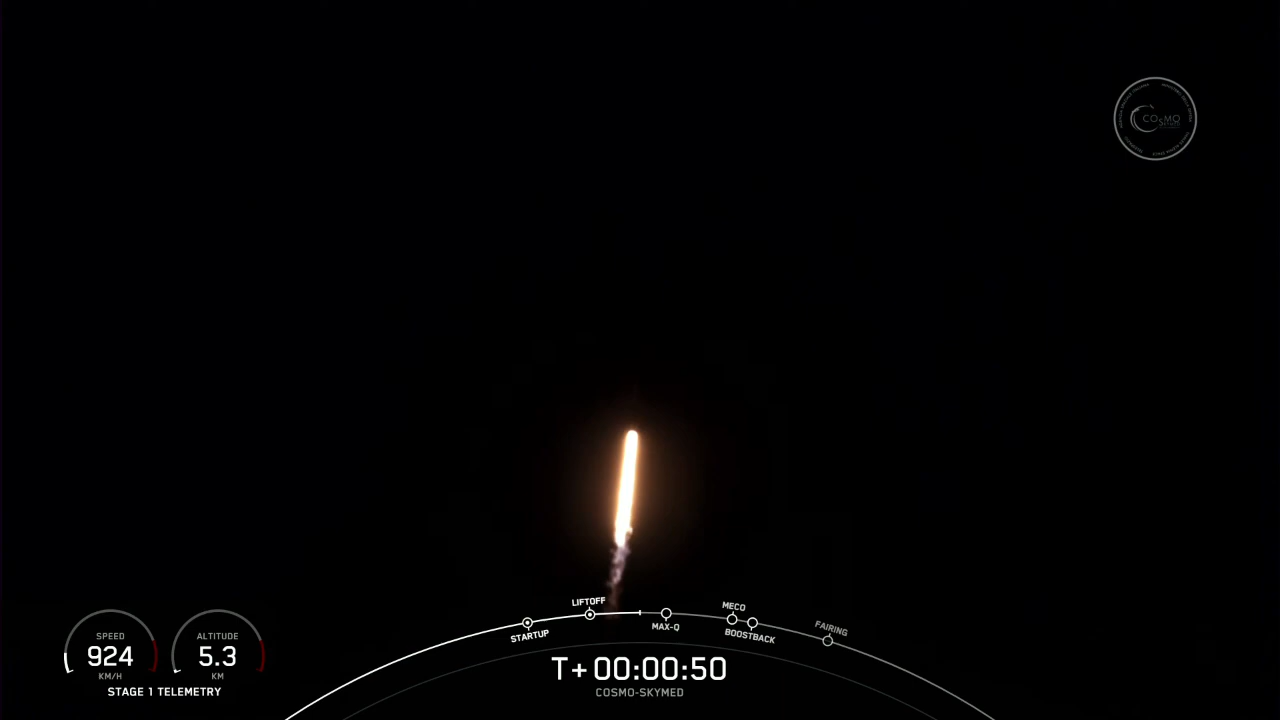 COSMO
LIFTOFF
STARTUP
MAX-Q
MECO
BOOSTBACK
FAIRING
SPEED
924
KM/H
ALTITUDE
5.3
KM
STAGE 1 TELEMETRY
T+00:00:50
COSMO-SKYMED